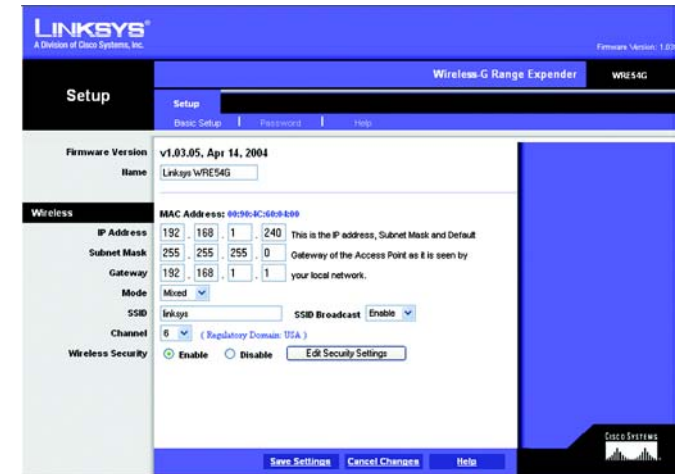 LINKSYS®
A Division of Cisco Systems, Inc.
Firmware Version: 1.03
Wireless-G Range Expender WRE54G
Setup
Setup
Basic Setup | Password | Help
Firmware Version v1.03.05, Apr 14, 2004
Name Linksys WRE54G
Wireless
MAC Address: 00:90:4C:60:04:00
IP Address 192 . 168 . 1 . 240 This is the IP address, Subnet Mask and Default
Subnet Mask 255 . 255 . 255 . 0 Gateway of the Access Point as it is seen by
Gateway 192 . 168 . 1 . 1 your local network.
Mode Mixed
SSID linksys SSID Broadcast Enable
Channel 6 ( Regulatory Domain: USA )
Wireless Security Enable Disable Edit Security Settings
Save Settings Cancel Changes Help
CISCO SYSTEMS